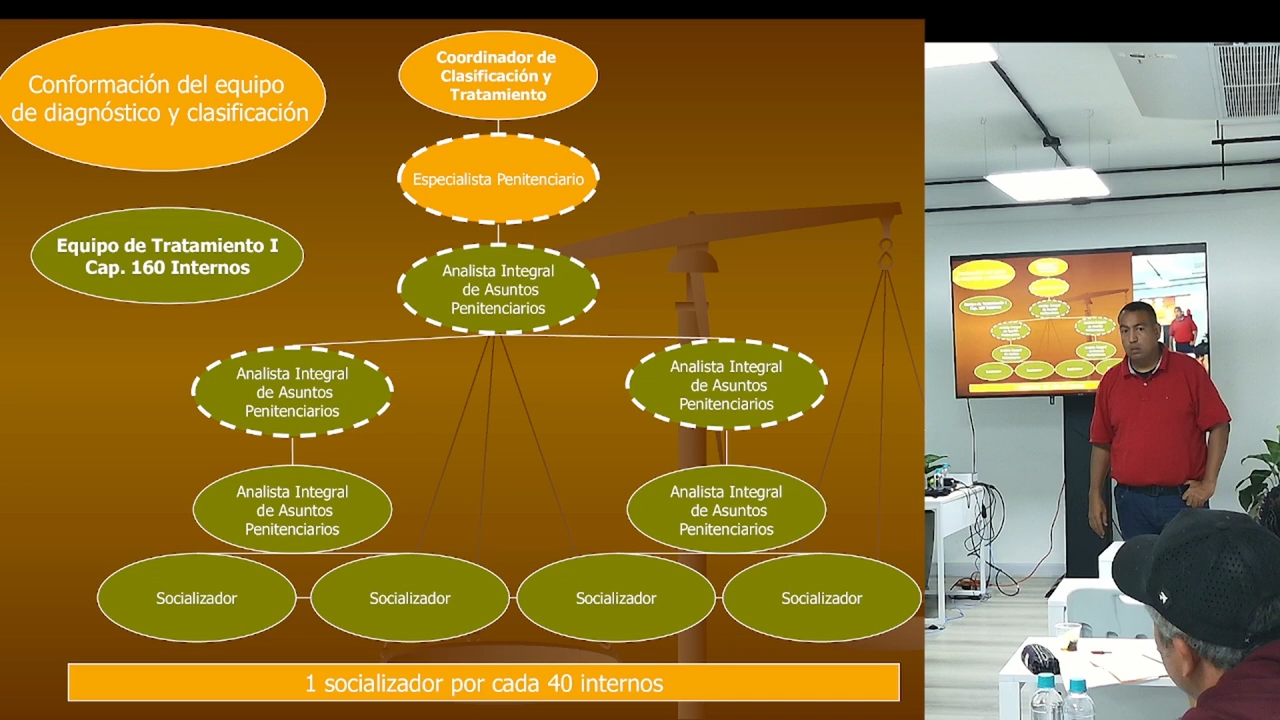 Conformación del equipo
de diagnóstico y clasificación
Coordinador de
Clasificación y
Tratamiento
Especialista Penitenciario
Equipo de Tratamiento I
Cap. 160 Internos
Analista Integral
de Asuntos
Penitenciarios
Analista Integral
de Asuntos
Penitenciarios
Analista Integral
de Asuntos
Penitenciarios
Analista Integral
de Asuntos
Penitenciarios
Analista Integral
de Asuntos
Penitenciarios
Socializador
Socializador
Socializador
Socializador
1 socializador por cada 40 internos